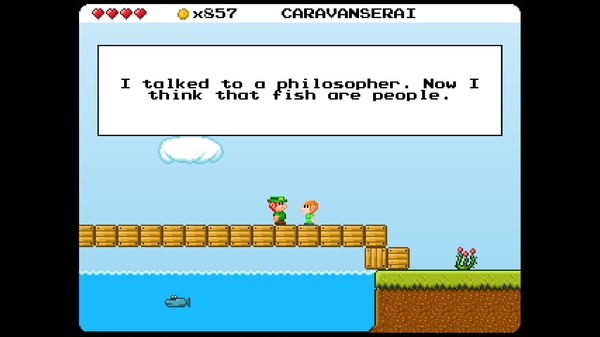 x857 CARAVANSERAI
I talked to a philosopher. Now I
think that fish are people.